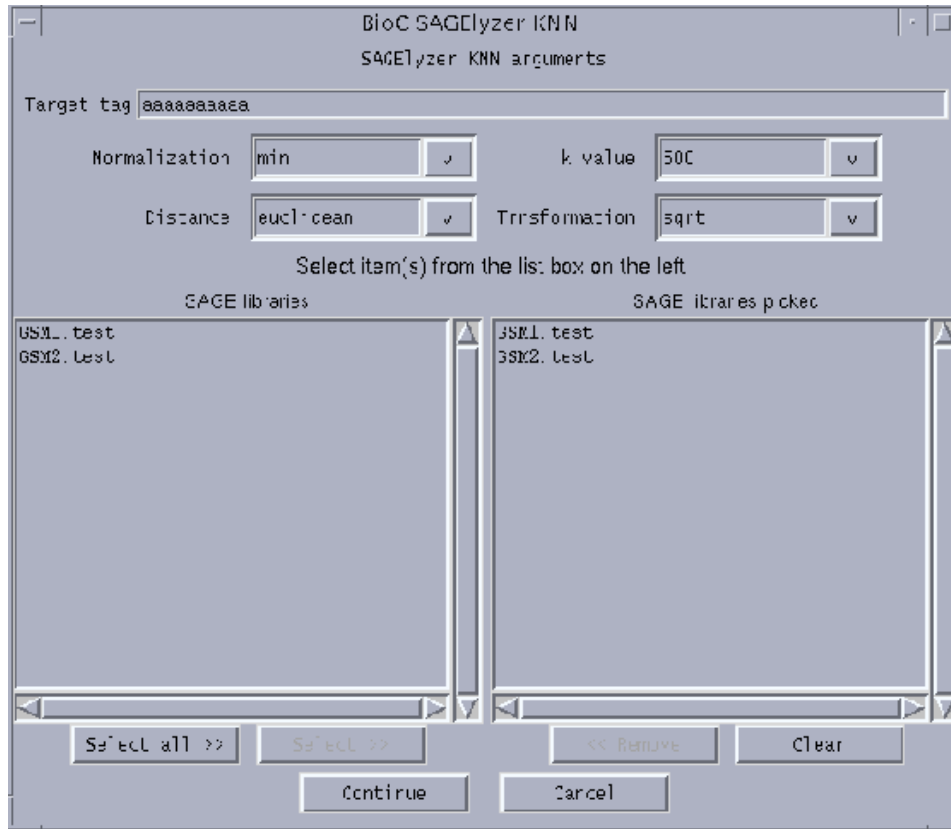 BioC SAGElyzer KNN
SAGElyzer KNN arguments
Target tag aaaaaaaaaa
Normalization min v k value 500 v
Distance euclidean v Trnsformation sqrt v
Select item(s) from the list box on the left
SAGE libraries SAGE libraries picked
GSM1.test GSM1.test
GSM2.test GSM2.test
Select all >> Select >> << Remove Clear
Continue Cancel